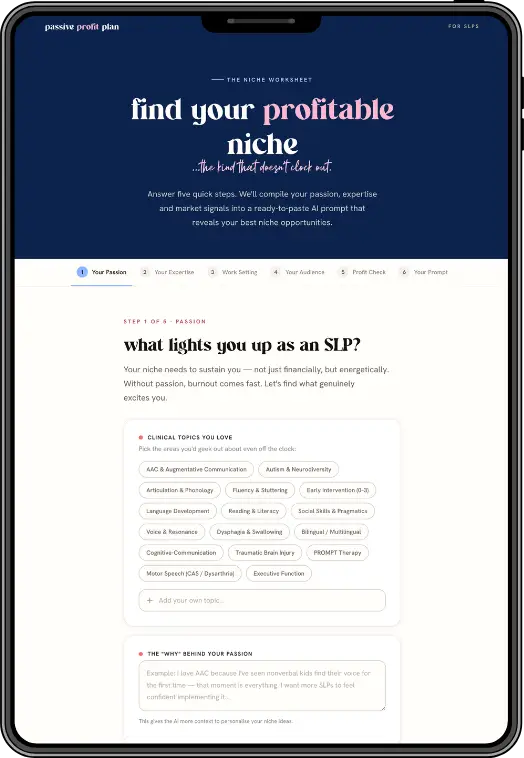 passive profit plan
FOR SLPS
THE NICHE WORKSHEET
find your profitable
niche
...the kind that doesn't clock out.
Answer five quick steps. We'll compile your passion, expertise
and market signals into a ready-to-paste AI prompt that
reveals your best niche opportunities.
1 Your Passion 2 Your Expertise 3 Work Setting 4 Your Audience 5 Profit Check 6 Your Prompt
STEP 1 OF 5 · PASSION
what lights you up as an SLP?
Your niche needs to sustain you — not just financially, but energetically.
Without passion, burnout comes fast. Let's find what genuinely
excites you.
CLINICAL TOPICS YOU LOVE
Pick the areas you'd geek out about even off the clock:
AAC & Augmentative Communication Autism & Neurodiversity
Articulation & Phonology Fluency & Stuttering Early Intervention (0-3)
Language Development Reading & Literacy Social Skills & Pragmatics
Voice & Resonance Dysphagia & Swallowing Bilingual / Multilingual
Cognitive-Communication Traumatic Brain Injury PROMPT Therapy
Motor Speech (CAS / Dysarthria) Executive Function
+ Add your own topic...
THE "WHY" BEHIND YOUR PASSION
Example: I love AAC because I've seen nonverbal kids find their voice for
the first time — that moment is everything. I want more SLPs to feel
confident implementing it...
This gives the AI more context to personalise your niche ideas.